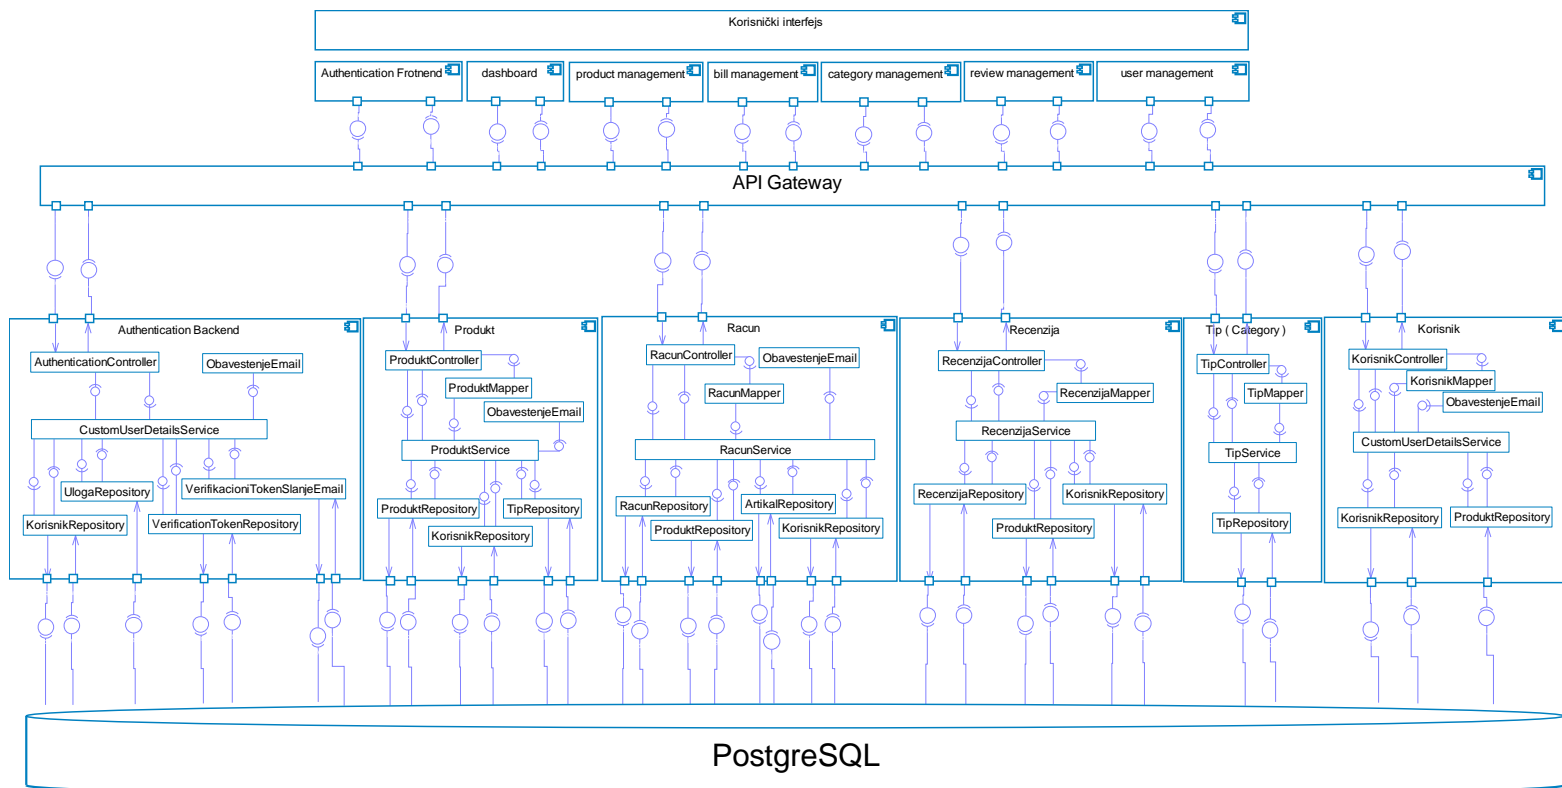 Korisnički interfejs
Authentication Frotnend
dashboard
product management
bill management
category management
review management
user management
API Gateway
Authentication Backend
AuthenticationController
ObavestenjeEmail
CustomUserDetailsService
UlogaRepository
VerifikacioniTokenSlanjeEmail
KorisnikRepository
VerificationTokenRepository
Produkt
ProduktController
ProduktMapper
ObavestenjeEmail
ProduktService
ProduktRepository
TipRepository
KorisnikRepository
Racun
RacunController
ObavestenjeEmail
RacunMapper
RacunService
RacunRepository
ArtikalRepository
ProduktRepository
KorisnikRepository
Recenzija
RecenzijaController
RecenzijaMapper
RecenzijaService
RecenzijaRepository
KorisnikRepository
ProduktRepository
Tip ( Category )
TipController
TipMapper
TipService
TipRepository
Korisnik
KorisnikController
KorisnikMapper
ObavestenjeEmail
CustomUserDetailsService
KorisnikRepository
ProduktRepository
PostgreSQL